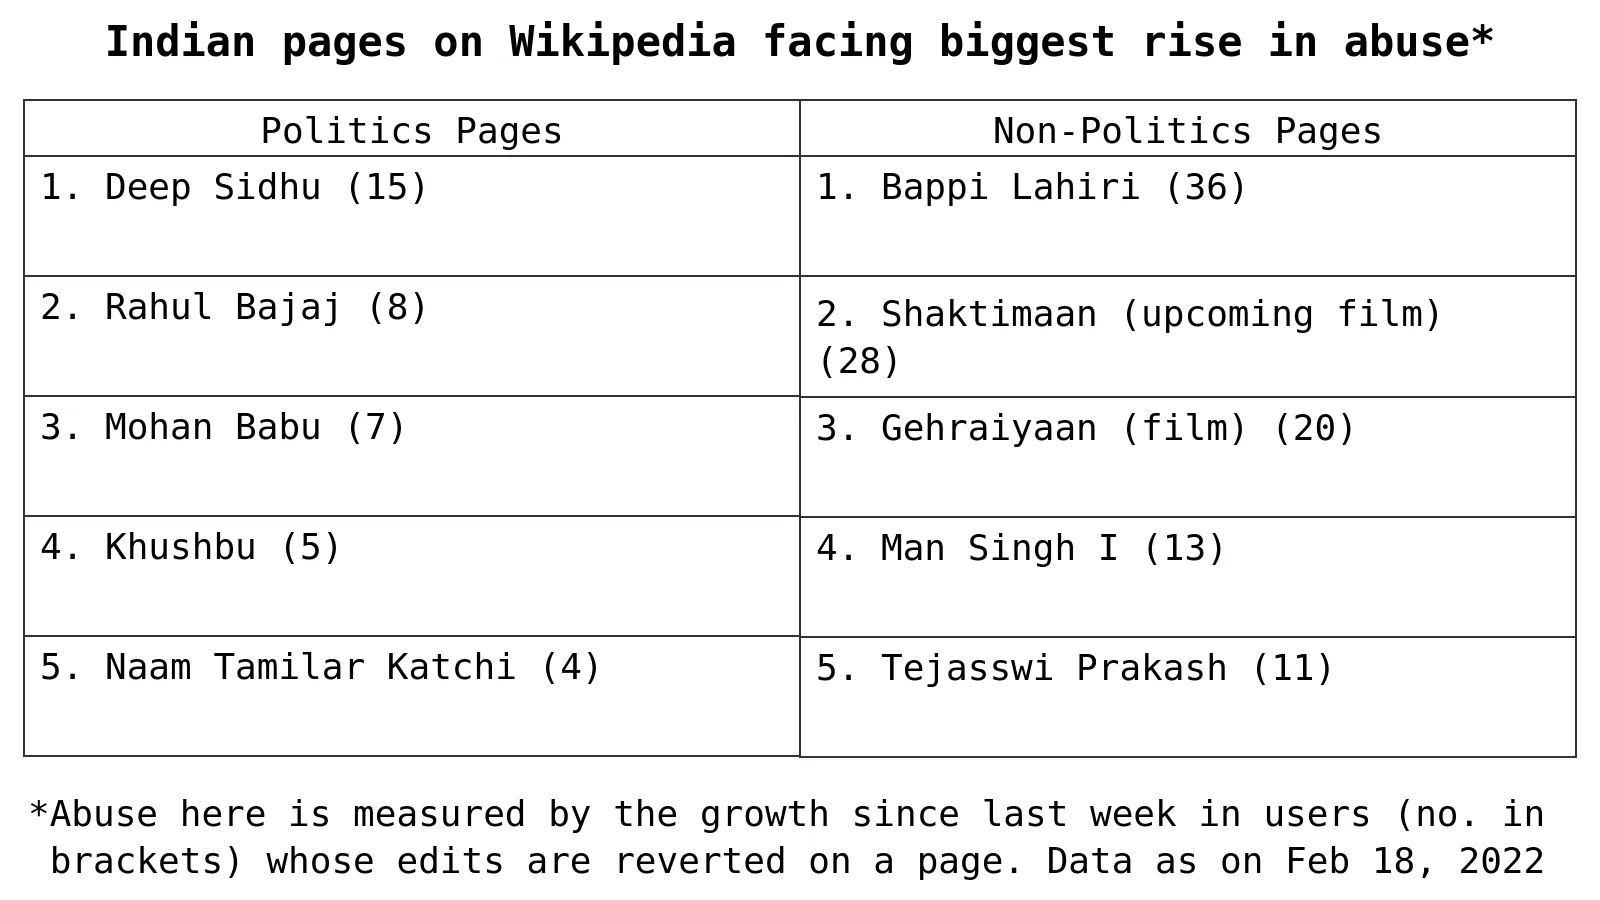 Indian pages on Wikipedia facing biggest rise in abuse*
Politics Pages
1. Deep Sidhu (15)
2. Rahul Bajaj (8)
3. Mohan Babu (7)
4. Khushbu (5)
5. Naam Tamilar Katchi (4)
Non-Politics Pages
1. Bappi Lahiri (36)
2. Shaktimaan (upcoming film)
(28)
3. Gehraiyaan (film) (20)
4. Man Singh I (13)
5. Tejasswi Prakash (11)
*Abuse here is measured by the growth since last week in users (no. in
brackets) whose edits are reverted on a page. Data as on Feb 18, 2022